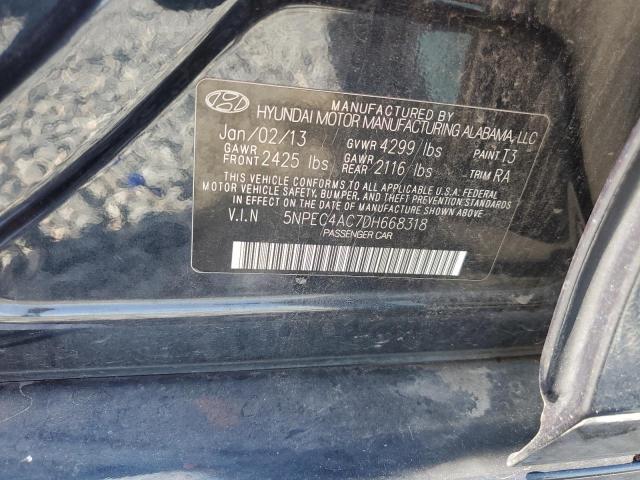 MANUFACTURED BY
HYUNDAI MOTOR MANUFACTURING ALABAMA, LLC
Jan/02/13 GVWR 4299 lbs PAINT T3
GAWR FRONT 2425 lbs GAWR REAR 2116 lbs TRIM RA
THIS VEHICLE CONFORMS TO ALL APPLICABLE U.S.A. FEDERAL
MOTOR VEHICLE SAFETY, BUMPER, AND THEFT PREVENTION STANDARDS
IN EFFECT ON THE DATE OF MANUFACTURE SHOWN ABOVE.
V.I.N 5NPEC4AC7DH668318
/PASSENGER CAR